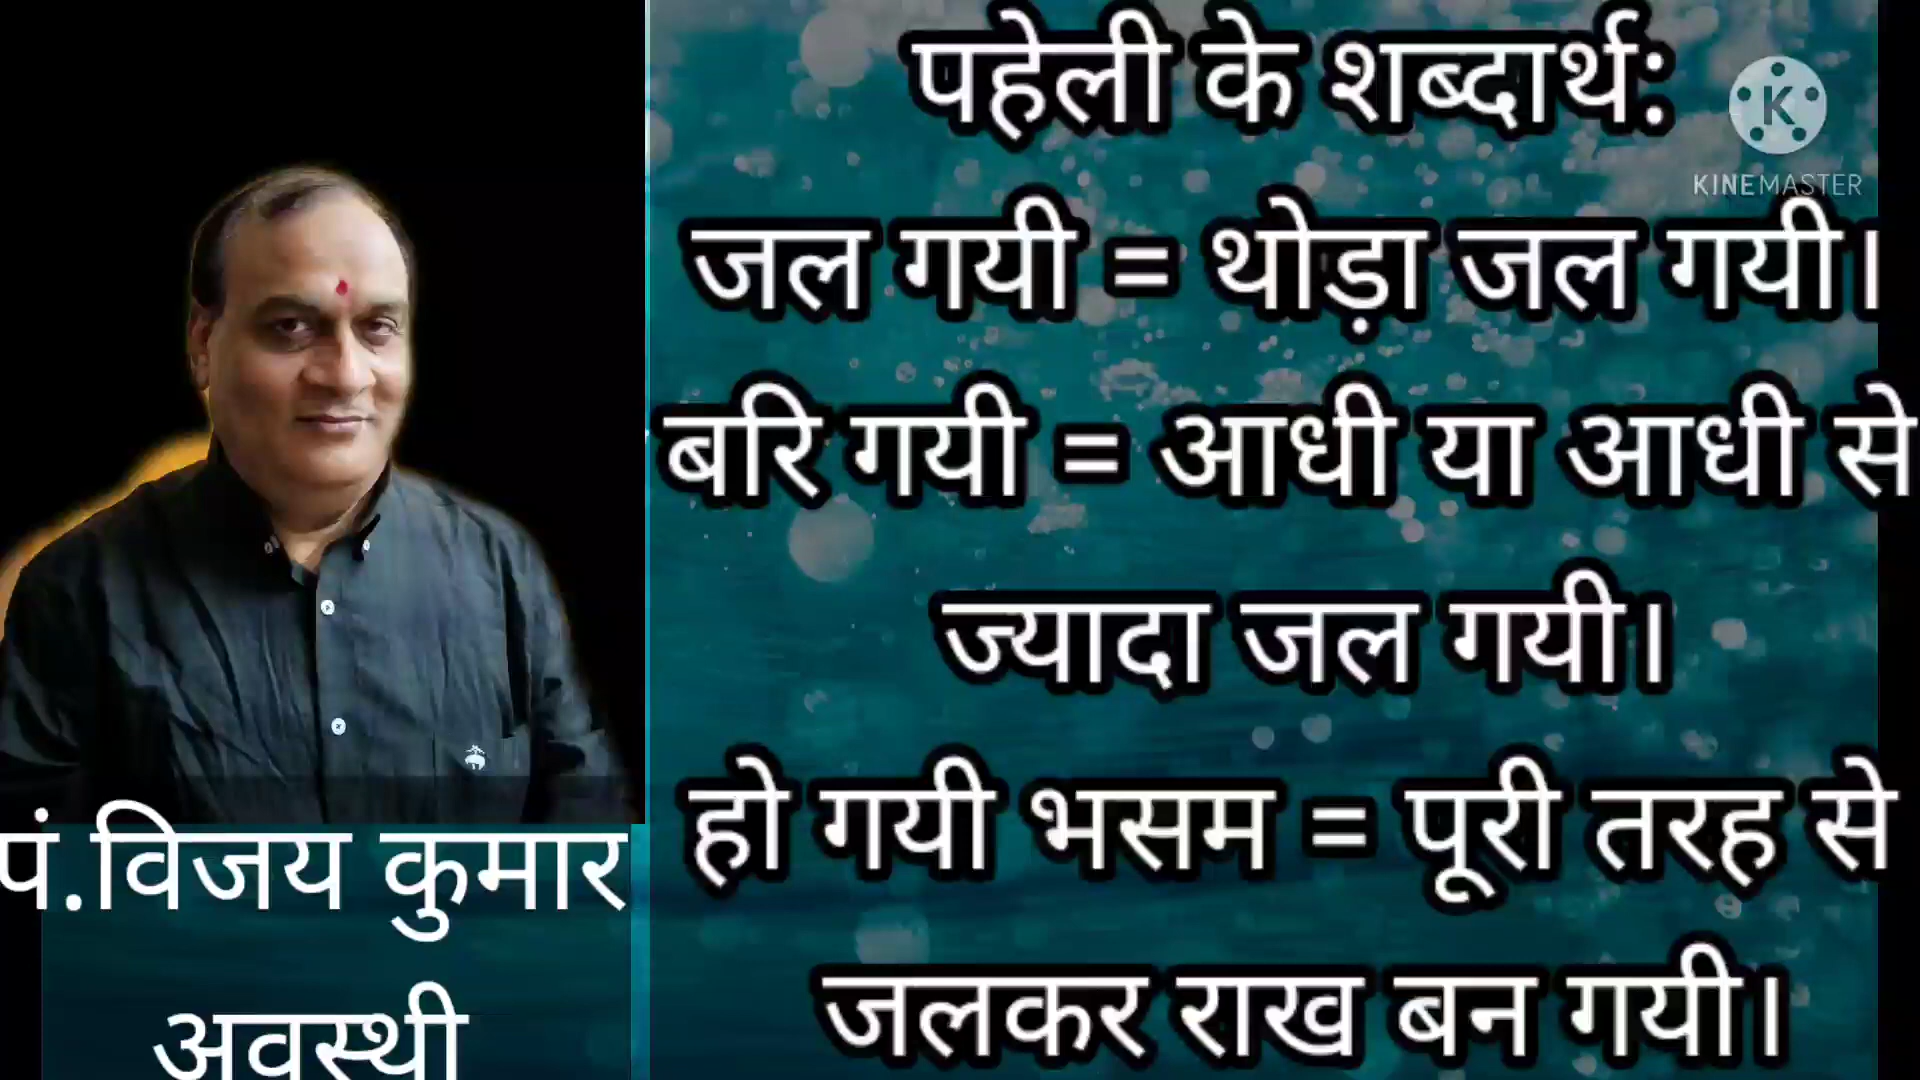 पहेली के शब्दार्थ:
जल गयी = थोड़ा जल गयी।
बरि गयी = आधी या आधी से
ज्यादा जल गयी।
हो गयी भसम = पूरी तरह से
जलकर राख बन गयी।
पं.विजय कुमार
अवस्थी
K
KINEMASTER